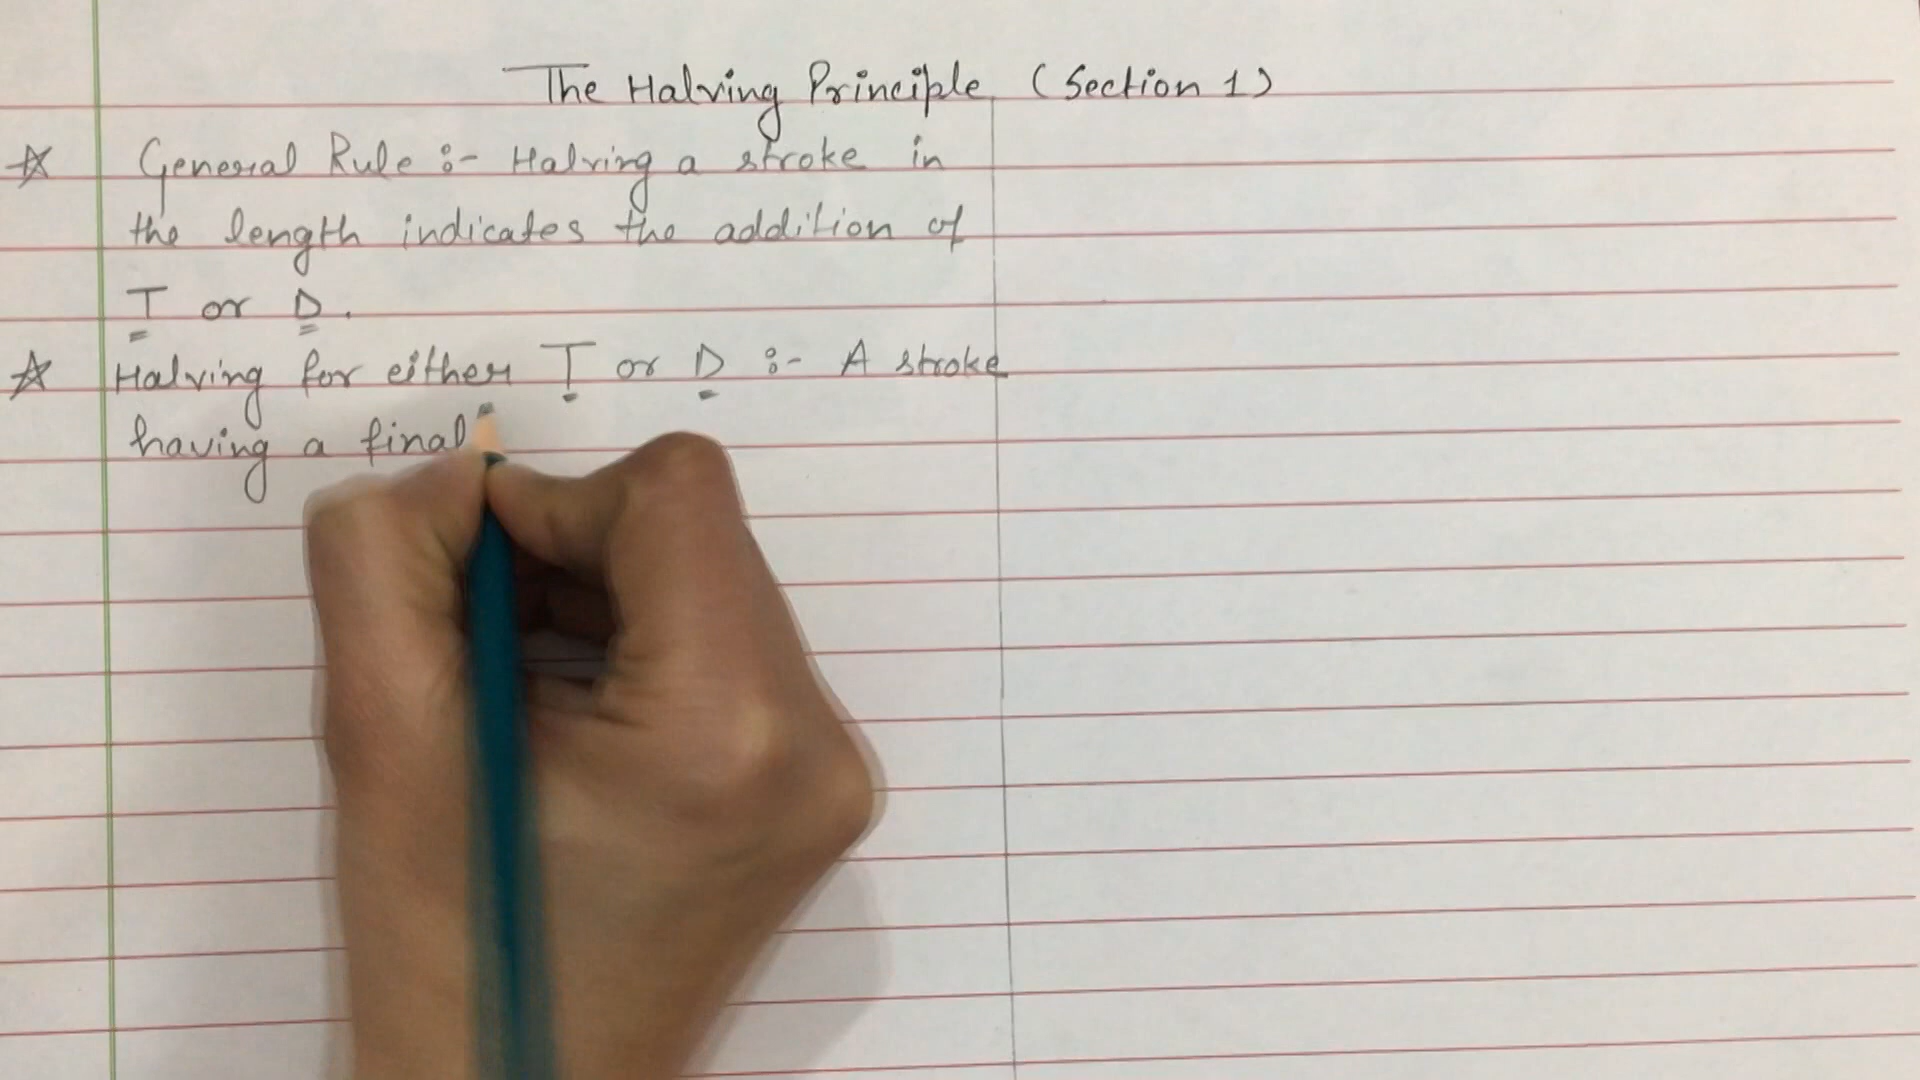 The Halving Principle (Section 1)
☆ General Rule :- Halving a stroke in
the length indicates the addition of
T or D.
☆ Halving for either T or D :- A stroke
having a final